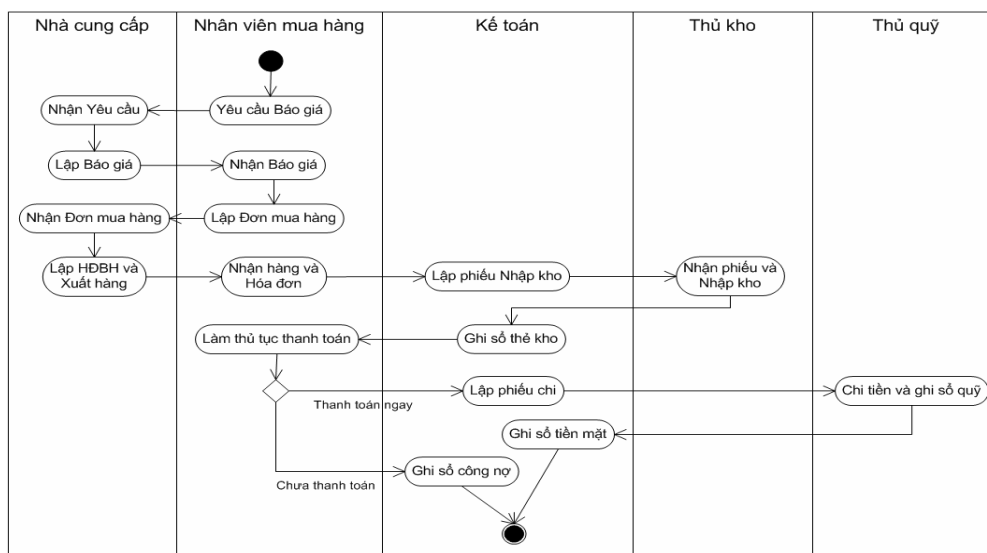 Nhà cung cấp
Nhân viên mua hàng
Kế toán
Thủ kho
Thủ quỹ
Nhận Yêu cầu
Yêu cầu Báo giá
Lập Báo giá
Nhận Báo giá
Nhận Đơn mua hàng
Lập Đơn mua hàng
Lập HĐBH và
Xuất hàng
Nhận hàng và
Hóa đơn
Lập phiếu Nhập kho
Nhận phiếu và
Nhập kho
Làm thủ tục thanh toán
Ghi sổ thẻ kho
Thanh toán ngay
Lập phiếu chi
Chi tiền và ghi sổ quỹ
Ghi sổ tiền mặt
Chưa thanh toán
Ghi sổ công nợ